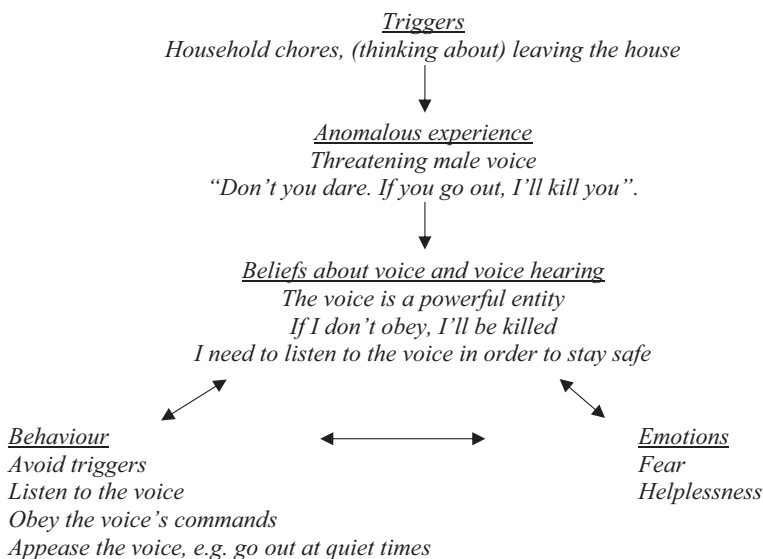 Triggers
Household chores, (thinking about) leaving the house
Anomalous experience
Threatening male voice
“Don’t you dare. If you go out, I’ll kill you”.
Beliefs about voice and voice hearing
The voice is a powerful entity
If I don’t obey, I’ll be killed
I need to listen to the voice in order to stay safe
Behaviour
Avoid triggers
Listen to the voice
Obey the voice’s commands
Appease the voice, e.g. go out at quiet times
Emotions
Fear
Helplessness